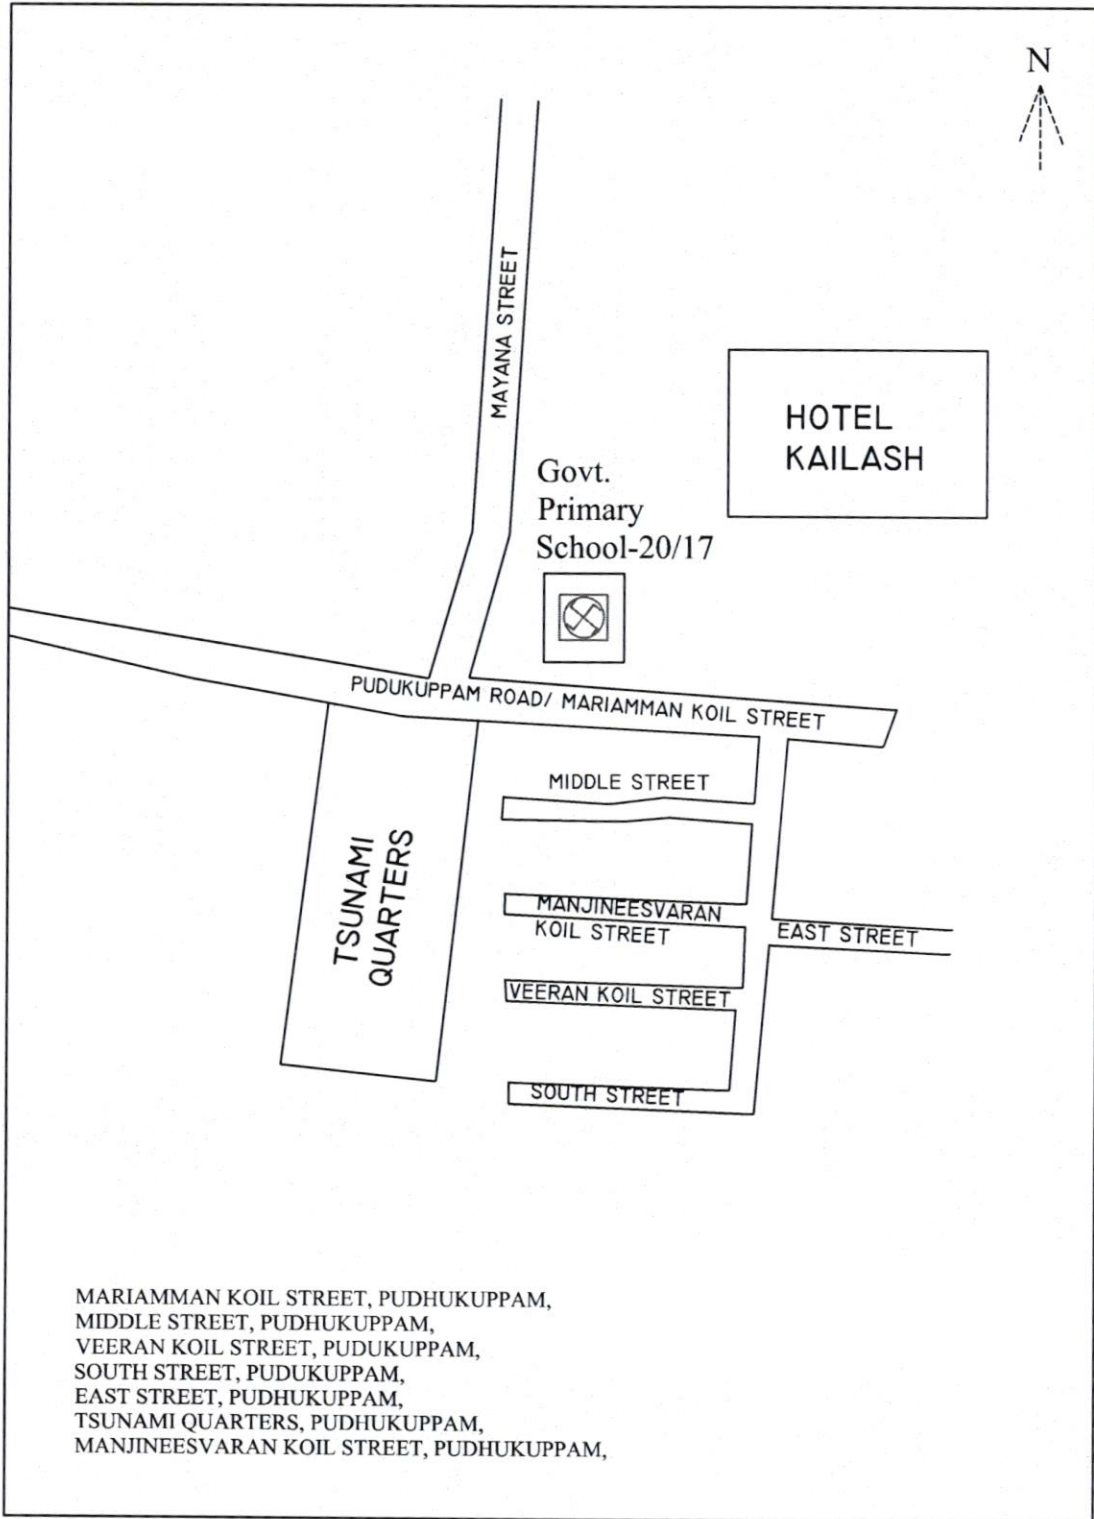 N
MAYANA STREET
HOTEL
KAILASH
Govt.
Primary
School-20/17
PUDUKUPPAM ROAD/ MARIAMMAN KOIL STREET
MIDDLE STREET
TSUNAMI
QUARTERS
MANJINEESVARAN
KOIL STREET
EAST STREET
VEERAN KOIL STREET
SOUTH STREET
MARIAMMAN KOIL STREET, PUDHUKUPPAM,
MIDDLE STREET, PUDHUKUPPAM,
VEERAN KOIL STREET, PUDUKUPPAM,
SOUTH STREET, PUDUKUPPAM,
EAST STREET, PUDHUKUPPAM,
TSUNAMI QUARTERS, PUDHUKUPPAM,
MANJINEESVARAN KOIL STREET, PUDHUKUPPAM,